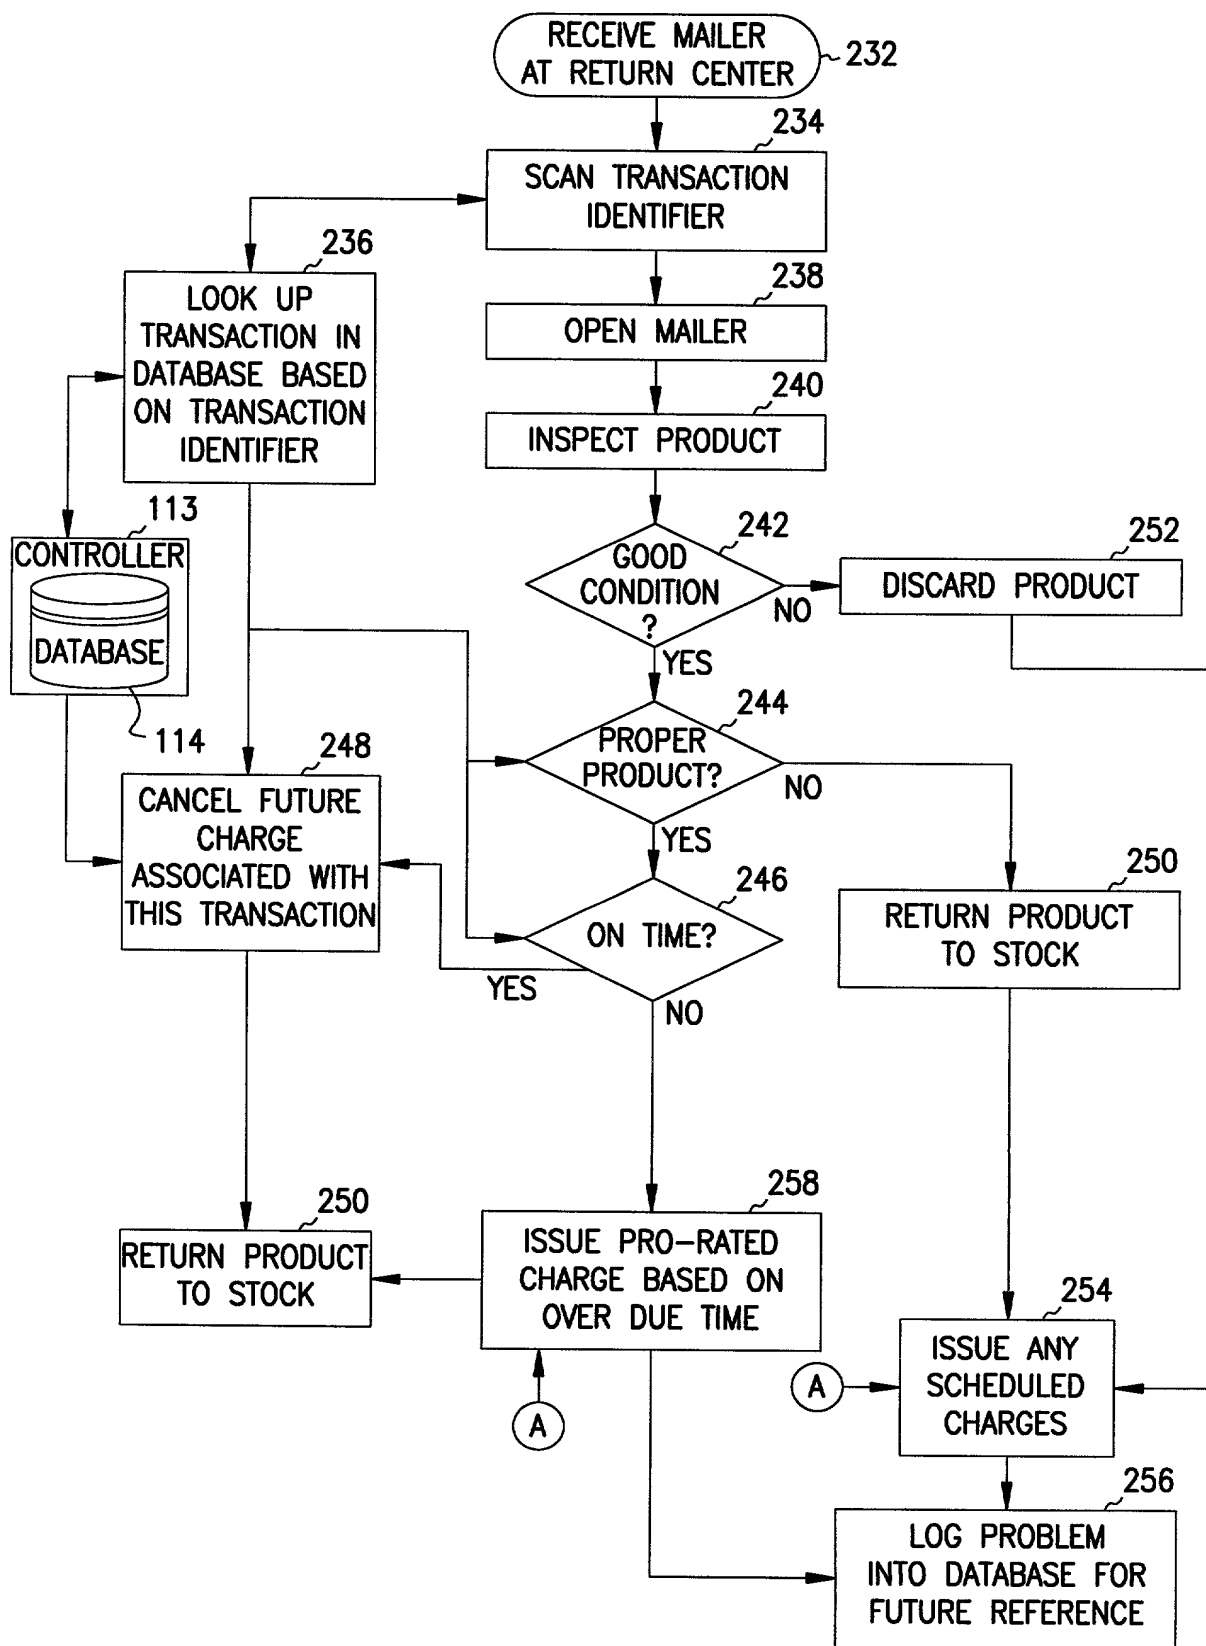 RECEIVE MAILER
AT RETURN CENTER
232
234
SCAN TRANSACTION
IDENTIFIER
236
LOOK UP
TRANSACTION IN
DATABASE BASED
ON TRANSACTION
IDENTIFIER
238
OPEN MAILER
240
INSPECT PRODUCT
113
CONTROLLER
DATABASE
114
242
GOOD
CONDITION
?
NO
YES
252
DISCARD PRODUCT
244
PROPER
PRODUCT?
NO
YES
248
CANCEL FUTURE
CHARGE
ASSOCIATED WITH
THIS TRANSACTION
246
ON TIME?
YES
NO
250
RETURN PRODUCT
TO STOCK
250
RETURN PRODUCT
TO STOCK
258
ISSUE PRO-RATED
CHARGE BASED ON
OVER DUE TIME
A
254
ISSUE ANY
SCHEDULED
CHARGES
A
256
LOG PROBLEM
INTO DATABASE FOR
FUTURE REFERENCE